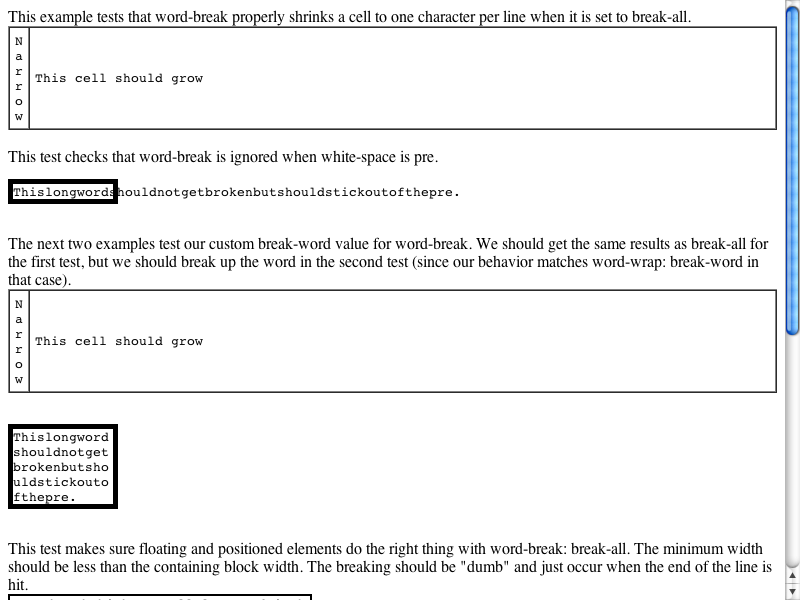 This example tests that word-break properly shrinks a cell to one character per line when it is set to break-all.
N
a
r
r
o
w
This cell should grow
This test checks that word-break is ignored when white-space is pre.
Thislongwordshouldnotgetbrokenbutshouldstickoutofthepre.
The next two examples test our custom break-word value for word-break. We should get the same results as break-all for
the first test, but we should break up the word in the second test (since our behavior matches word-wrap: break-word in
that case).
N
a
r
r
o
w
This cell should grow
Thislongword
shouldnotget
brokenbutsho
uldstickouto
fthepre.
This test makes sure floating and positioned elements do the right thing with word-break: break-all. The minimum width
should be less than the containing block width. The breaking should be "dumb" and just occur when the end of the line is
hit.